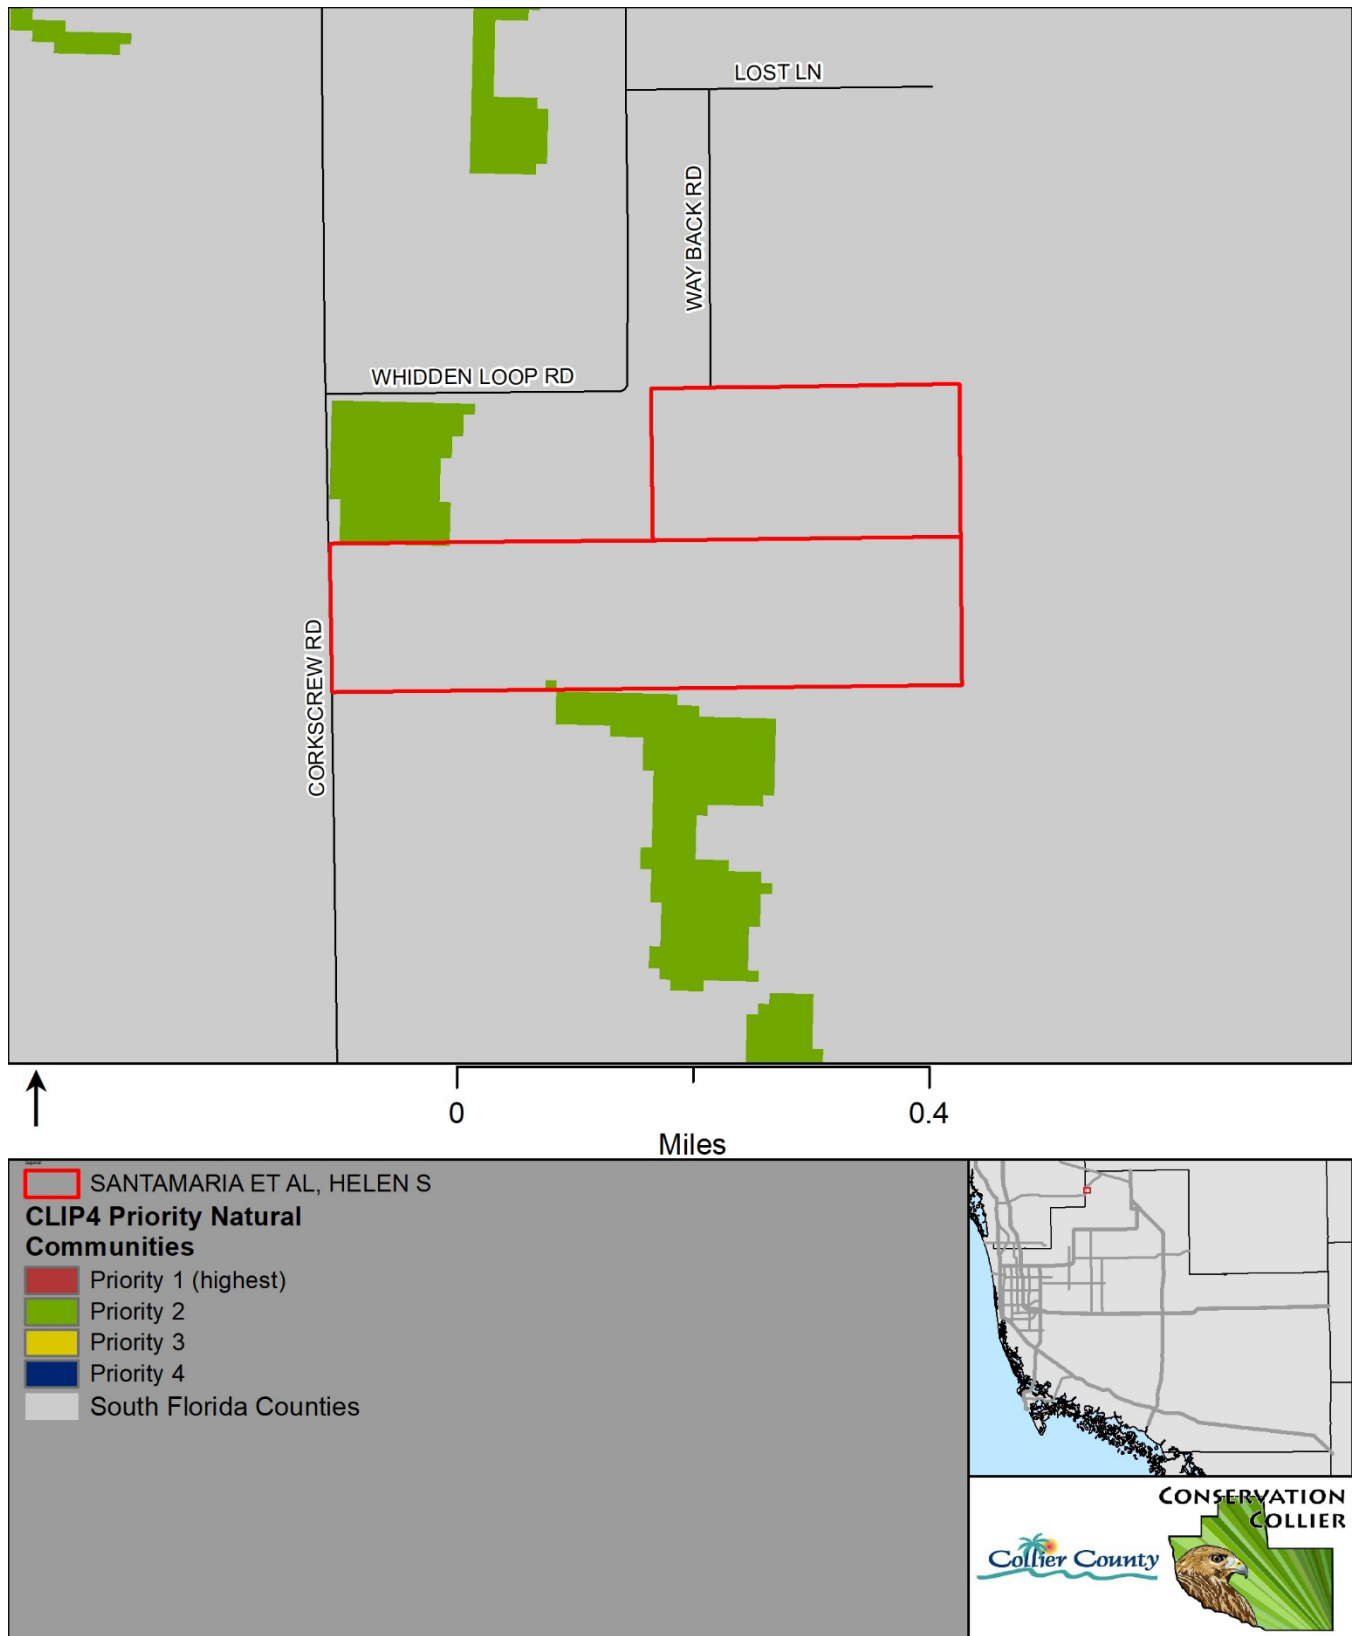 LOST LN
WAY BACK RD
WHIDDEN LOOP RD
CORKSCREW RD
0
0.4
Miles
Legend
SANTAMARIA ET AL, HELEN S
CLIP4 Priority Natural
Communities
Priority 1 (highest)
Priority 2
Priority 3
Priority 4
South Florida Counties
CONSERVATION
COLLIER
Collier County